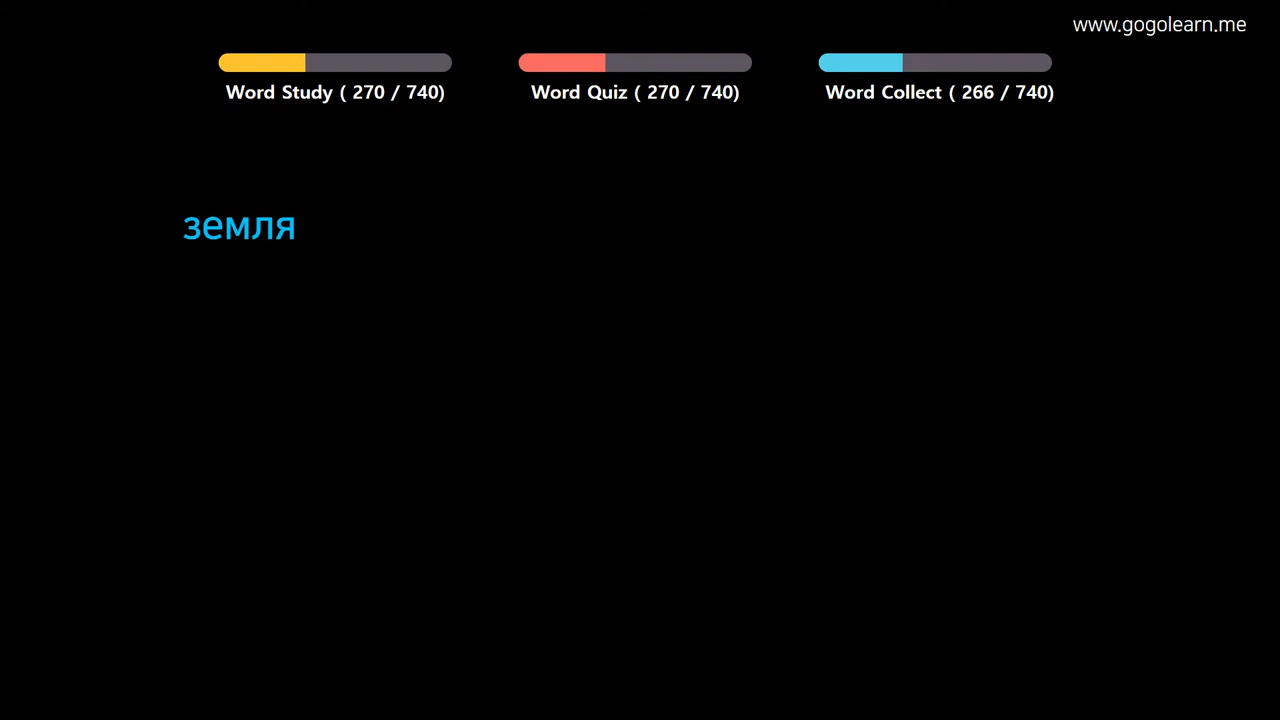 www.gogolearn.me
Word Study ( 270 / 740)
Word Quiz ( 270 / 740)
Word Collect ( 266 / 740)
земля